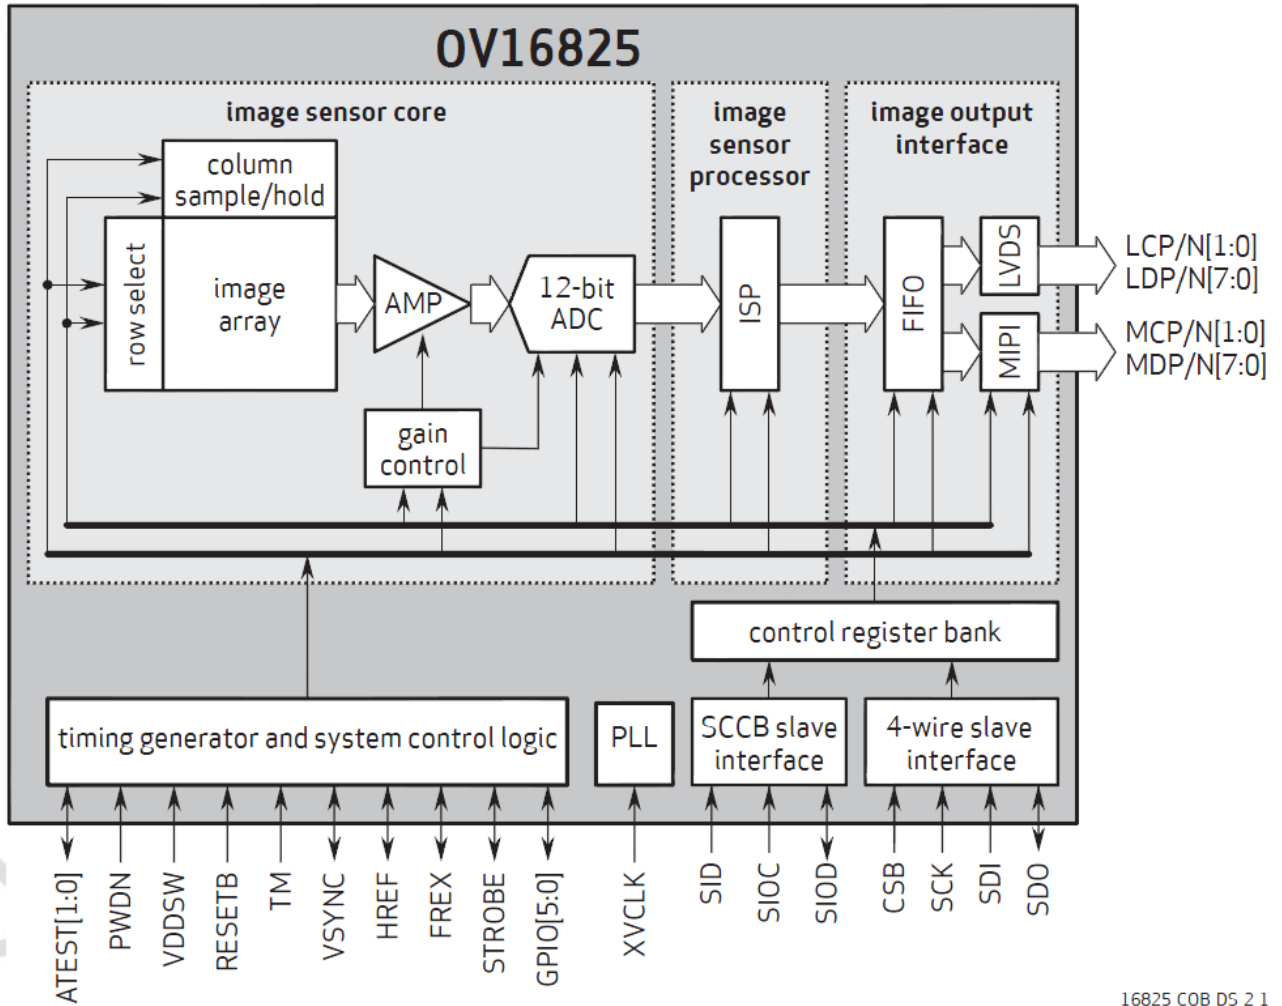 OV16825
image sensor core
image
sensor
processor
image output
interface
column
sample/hold
row select
image
array
AMP
12-bit
ADC
gain
control
ISP
FIFO
LVDS
MIPI
LCP/N[1:0]
LDP/N[7:0]
MCP/N[1:0]
MDP/N[7:0]
control register bank
timing generator and system control logic
PLL
SCCB slave
interface
4-wire slave
interface
ATEST[1:0]
PWDN
VDDSW
RESETB
TM
VSYNC
HREF
FREX
STROBE
GPIO[5:0]
XVCLK
SID
SIOC
SIOD
CSB
SCK
SDI
SDO
16825 COB DS 2 1